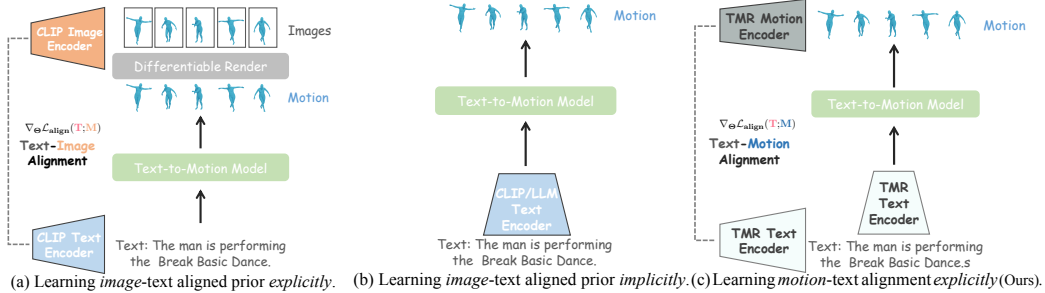 CLIP Image
Encoder
Images
Differentiable Render
Motion
∇_Θ ℒ_align(T;M)
Text-Image
Alignment
Text-to-Motion Model
CLIP Text
Encoder
Text: The man is performing
the Break Basic Dance.
(a) Learning image-text aligned prior explicitly.
Motion
Text-to-Motion Model
CLIP/LLM
Text
Encoder
Text: The man is performing
the Break Basic Dance.
(b) Learning image-text aligned prior implicitly.
TMR Motion
Encoder
Motion
Text-to-Motion Model
∇_Θ ℒ_align(T;M)
Text-Motion
Alignment
TMR
Text
Encoder
TMR Text
Encoder
Text: The man is performing
the Break Basic Dance.s
(c) Learning motion-text alignment explicitly (Ours).